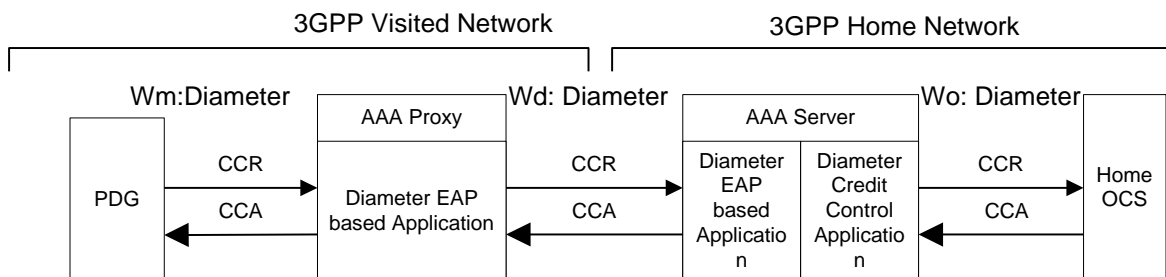 3GPP Visited Network
3GPP Home Network
Wm:Diameter
Wd: Diameter
Wo: Diameter
AAA Proxy
AAA Server
PDG
CCR
CCA
Diameter EAP
based Application
CCR
CCA
Diameter
EAP
based
Applicatio
n
Diameter
Credit
Control
Applicatio
n
CCR
CCA
Home
OCS